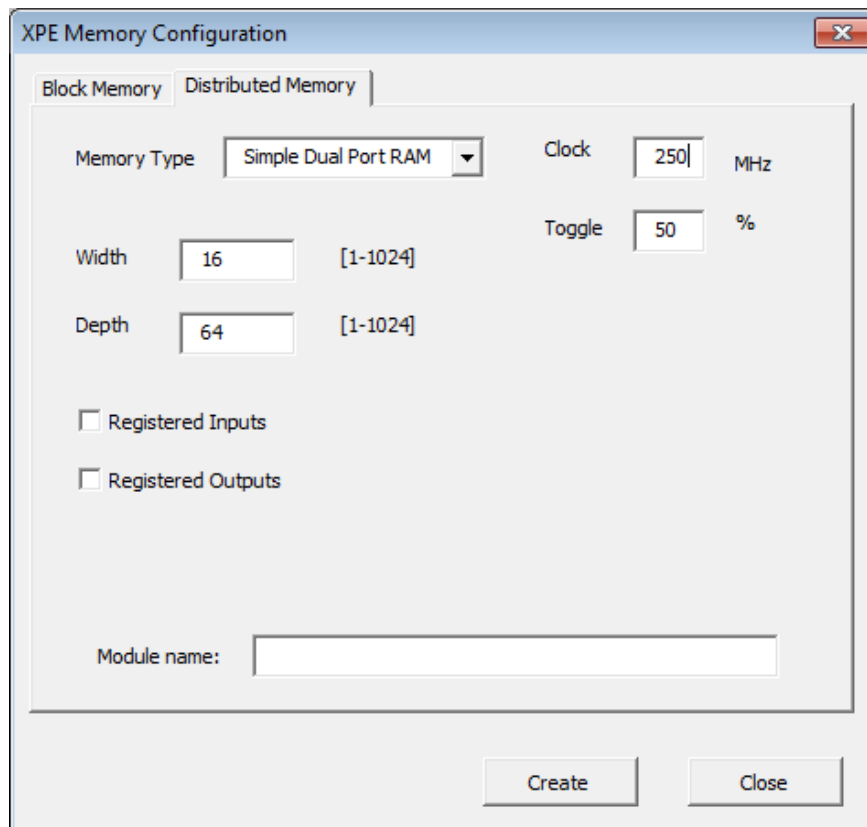 XPE Memory Configuration
Block Memory Distributed Memory
Memory Type Simple Dual Port RAM Clock 250 MHz
Toggle 50 %
Width 16 [1-1024]
Depth 64 [1-1024]
Registered Inputs
Registered Outputs
Module name:
Create Close